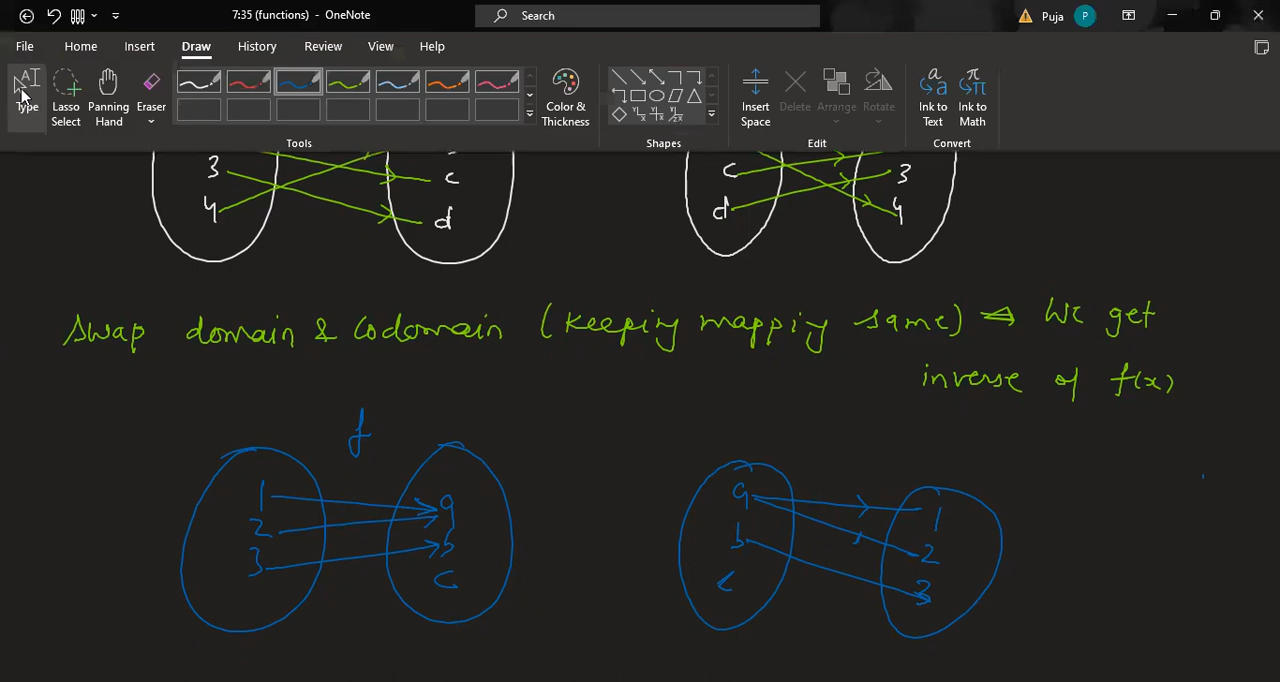 7:35 (functions) - OneNote
Search
Puja P
File Home Insert Draw History Review View Help
Type Lasso Select Panning Hand Eraser
Color & Thickness
Insert Space Delete Arrange Rotate
Ink to Text Ink to Math
Tools Shapes Edit Convert
3 c c 3
4 d d 4
Swap domain & codomain (keeping mapping same) ⇒ We get
inverse of f(x)
f
1 a a 1
2 b b 2
3 c c 3